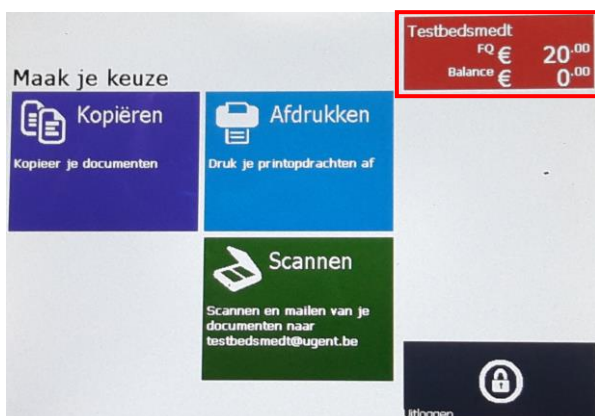 Testbedsmedt
FQ € 20.00
Balance € 0.00
Maak je keuze
Kopiëren
Kopieer je documenten
Afdrukken
Druk je printopdrachten af
Scannen
Scannen en mailen van je
documenten naar
testbedsmedt@ugent.be
Uitloggen